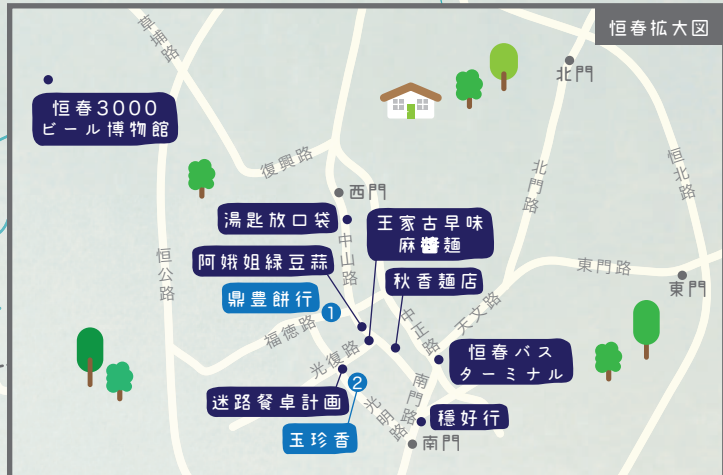 恒春拡大図
草埔路
北門
恒春3000
ビール博物館
復興路
北門路
恒北路
西門
湯匙放口袋
王家古早味
麻醬麺
中山路
阿娥姐緑豆蒜
秋香麺店
東門路
恒公路
東門
鼎豊餅行
1
福徳路
中正路
天文路
光復路
恒春バス
ターミナル
2
迷路餐卓計画
光明路
南門路
穩好行
玉珍香
南門